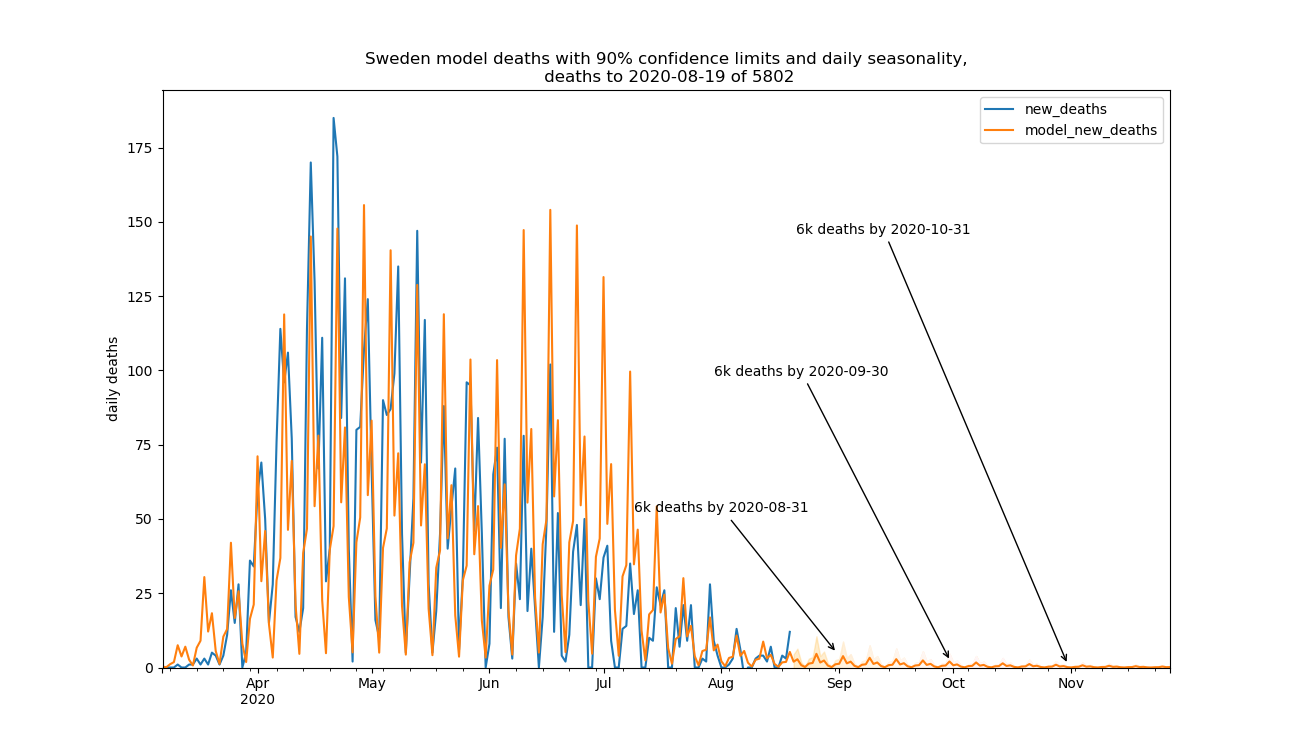 Sweden model deaths with 90% confidence limits and daily seasonality,
deaths to 2020-08-19 of 5802
new_deaths
model_new_deaths
daily deaths
175
150
125
100
75
50
25
0
6k deaths by 2020-10-31
6k deaths by 2020-09-30
6k deaths by 2020-08-31
Apr
2020
May
Jun
Jul
Aug
Sep
Oct
Nov